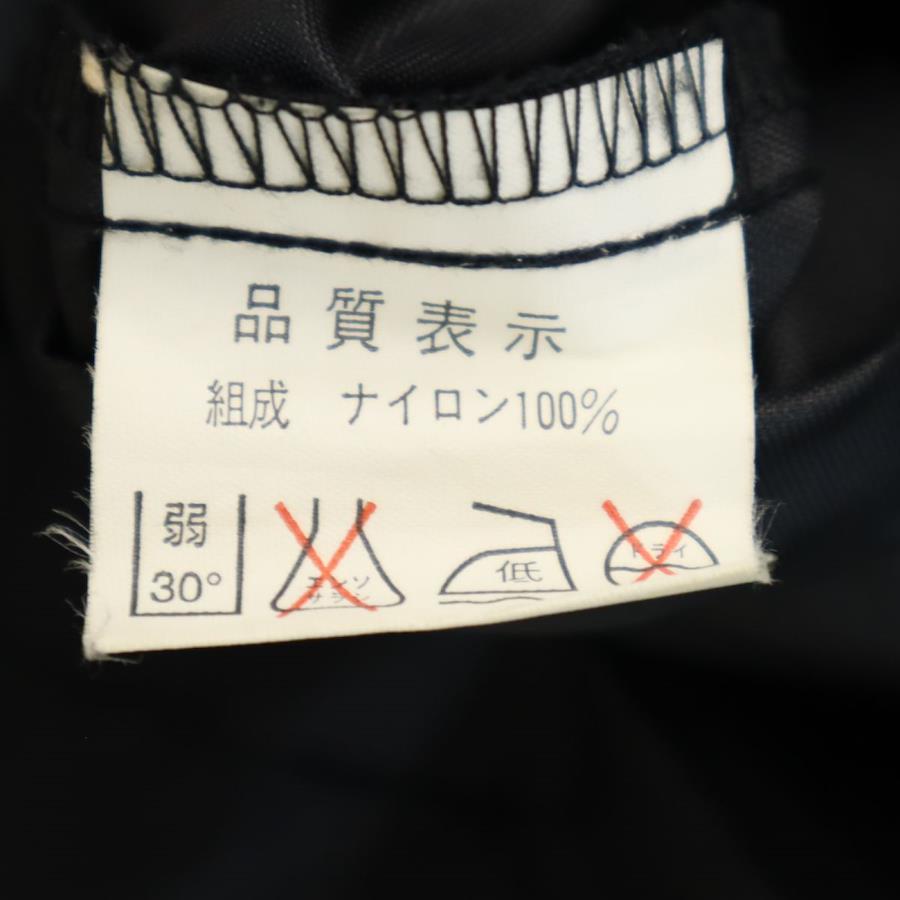 品質表示
組成　ナイロン100%
弱
30°
エンソ
サラシ
低
ドライ